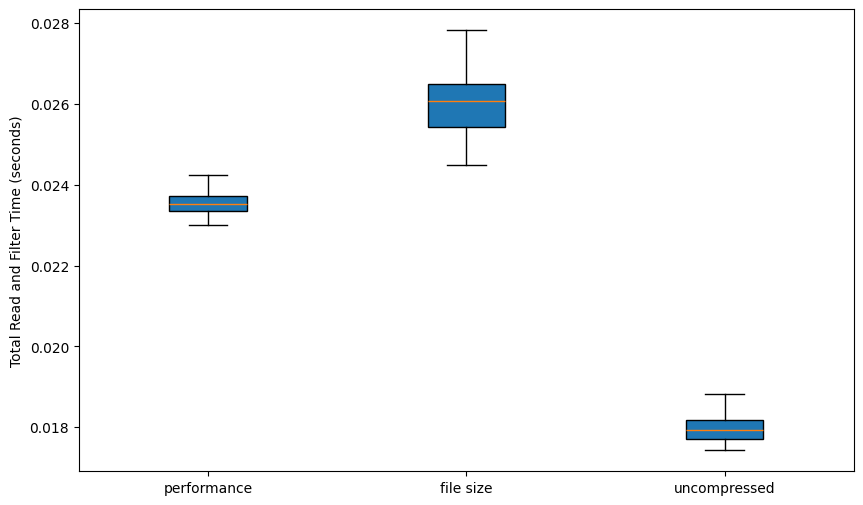 Total Read and Filter Time (seconds)
0.028
0.026
0.024
0.022
0.020
0.018
performance
file size
uncompressed